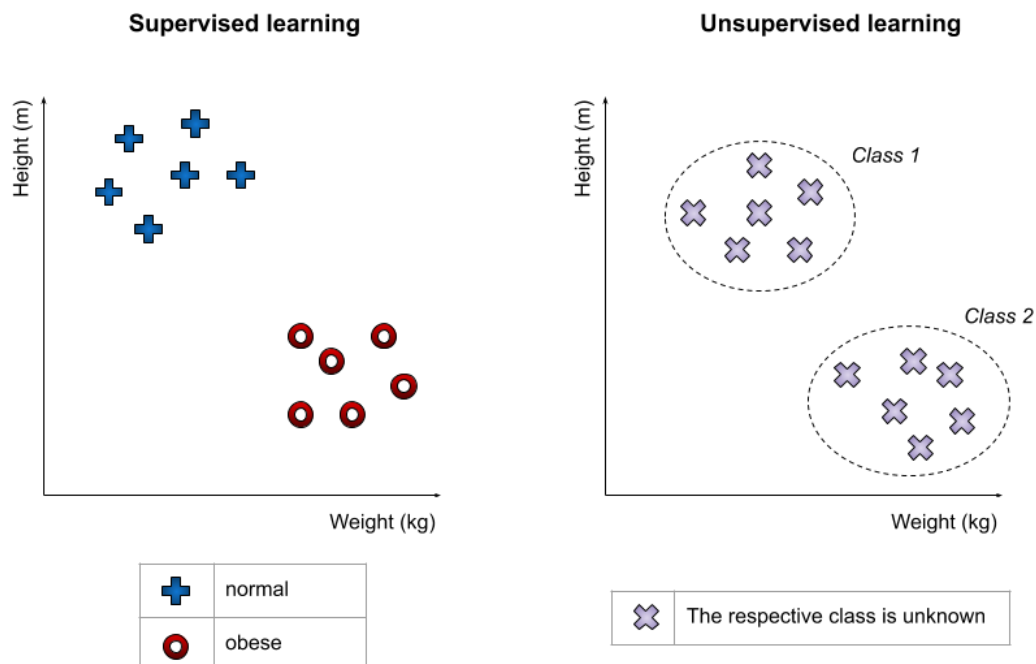 Supervised learning
Unsupervised learning
Height (m)
Weight (kg)
normal
obese
Height (m)
Class 1
Class 2
Weight (kg)
The respective class is unknown